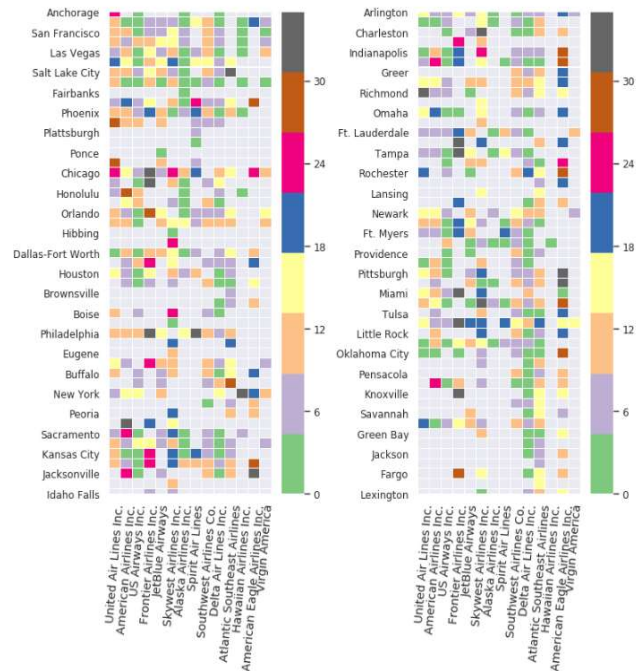 Anchorage
San Francisco
Las Vegas
Salt Lake City
Fairbanks
Phoenix
Plattsburgh
Ponce
Chicago
Honolulu
Orlando
Hibbing
Dallas-Fort Worth
Houston
Brownsville
Boise
Philadelphia
Eugene
Buffalo
New York
Peoria
Sacramento
Kansas City
Jacksonville
Idaho Falls
30
24
18
12
6
0
United Air Lines Inc.
American Airlines Inc.
US Airways Inc.
Frontier Airlines Inc.
JetBlue Airways
Skywest Airlines Inc.
Alaska Airlines Inc.
Spirit Air Lines
Southwest Airlines Co.
Delta Air Lines Inc.
Atlantic Southeast Airlines
Hawaiian Airlines Inc.
American Eagle Airlines Inc.
Virgin America
Arlington
Charleston
Indianapolis
Greer
Richmond
Omaha
Ft. Lauderdale
Tampa
Rochester
Lansing
Newark
Ft. Myers
Providence
Pittsburgh
Miami
Tulsa
Little Rock
Oklahoma City
Pensacola
Knoxville
Savannah
Green Bay
Jackson
Fargo
Lexington
30
24
18
12
6
0
United Air Lines Inc.
American Airlines Inc.
US Airways Inc.
Frontier Airlines Inc.
JetBlue Airways
Skywest Airlines Inc.
Alaska Airlines Inc.
Spirit Air Lines
Southwest Airlines Co.
Delta Air Lines Inc.
Atlantic Southeast Airlines
Hawaiian Airlines Inc.
American Eagle Airlines Inc.
Virgin America